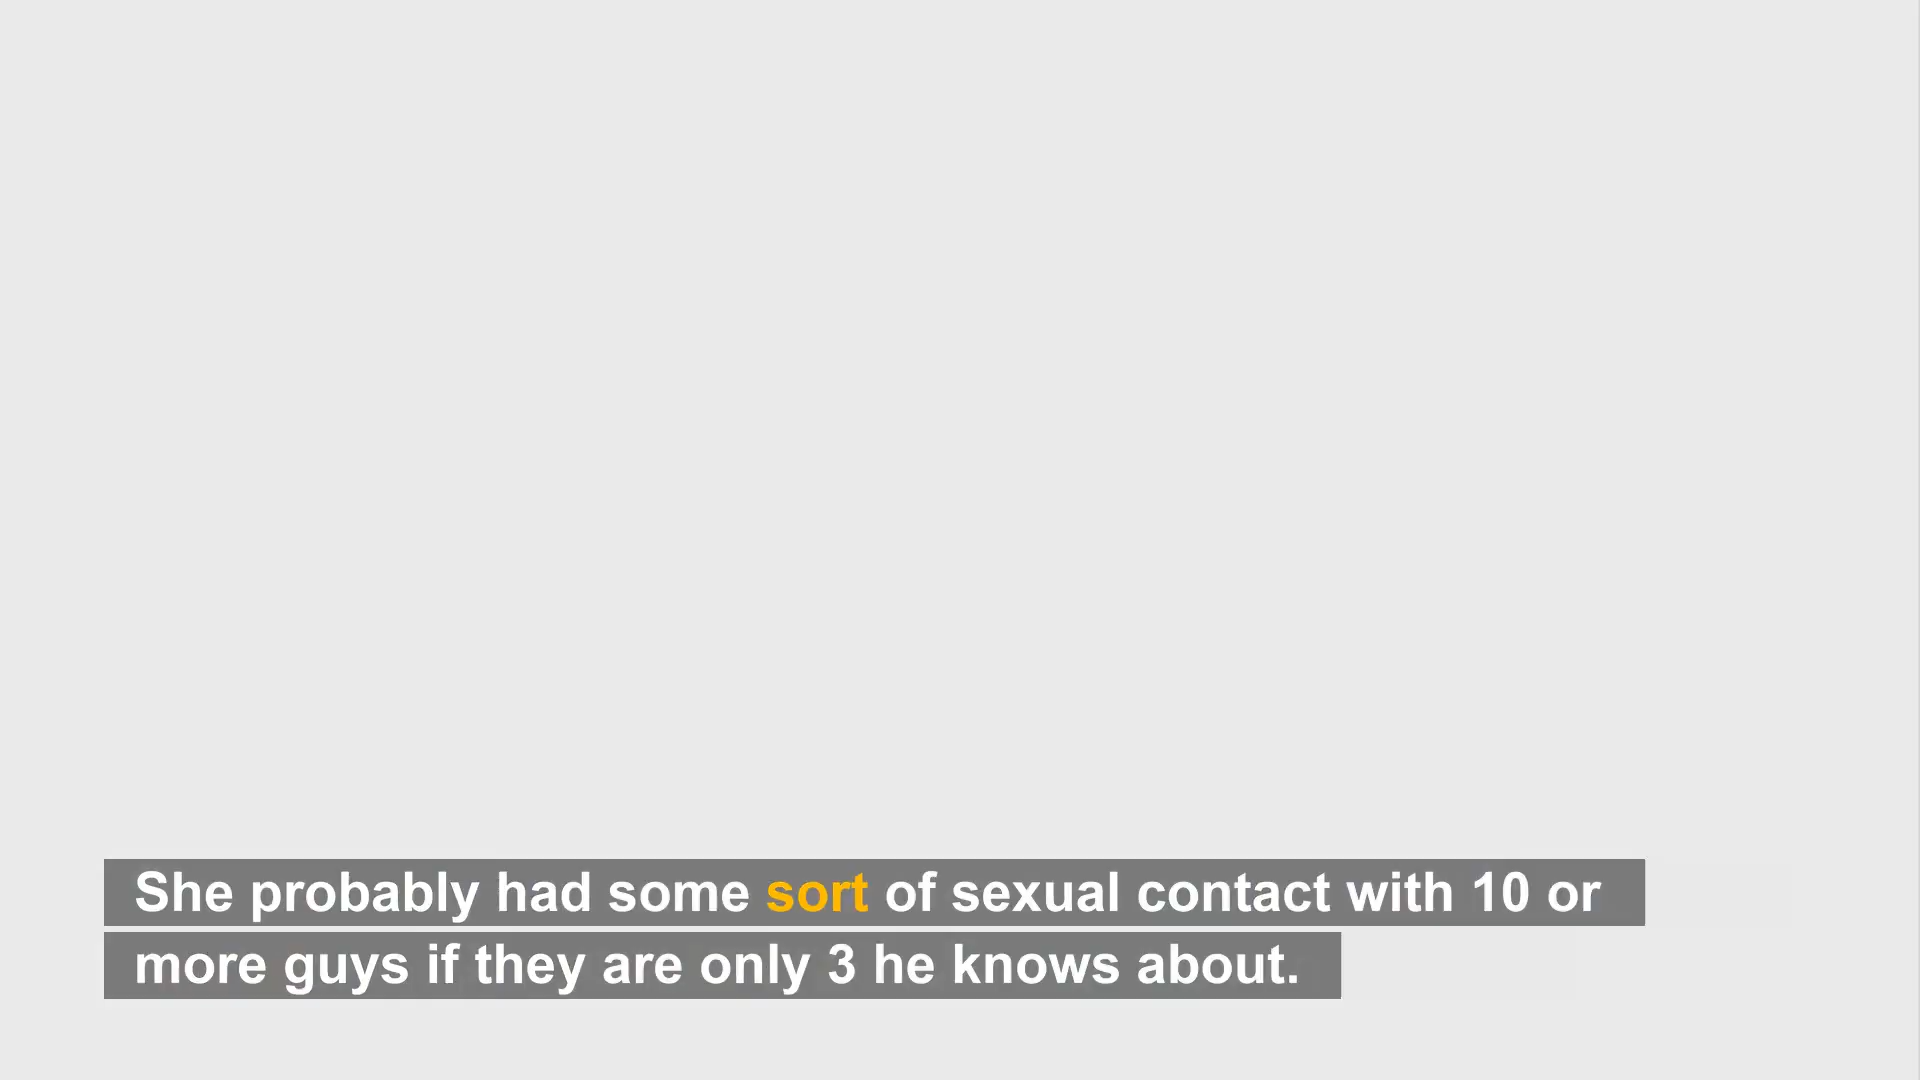 She probably had some sort of sexual contact with 10 or
more guys if they are only 3 he knows about.